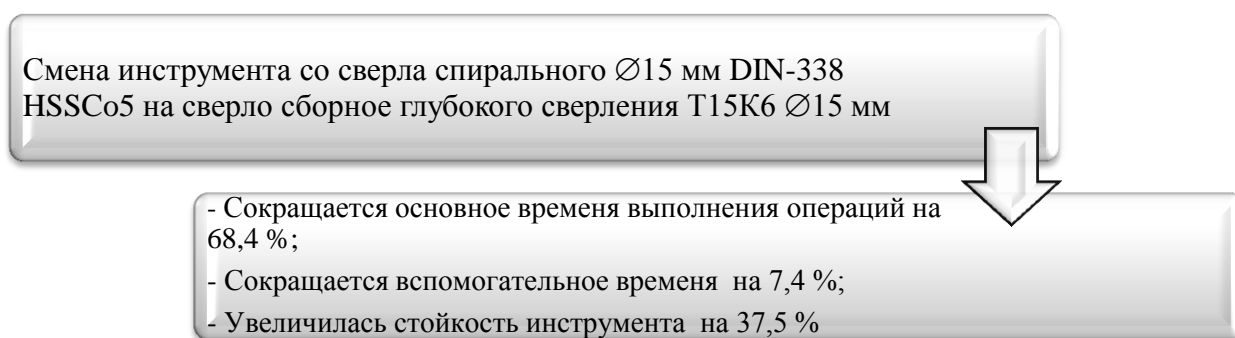 Смена инструмента со сверла спирального ∅15 мм DIN-338
HSSCo5 на сверло сборное глубокого сверления Т15К6 ∅15 мм
- Сокращается основное временя выполнения операций на
68,4 %;
- Сокращается вспомогательное временя на 7,4 %;
- Увеличилась стойкость инструмента на 37,5 %